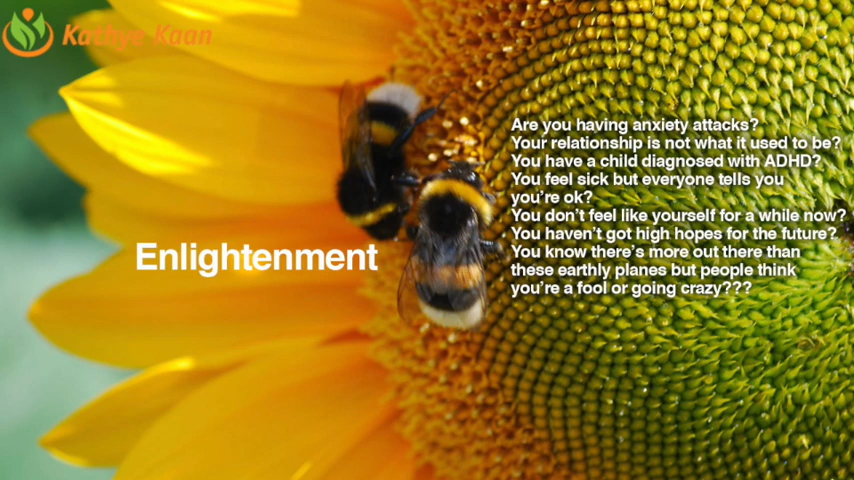 Kathye Kaan
Are you having anxiety attacks?
Your relationship is not what it used to be?
You have a child diagnosed with ADHD?
You feel sick but everyone tells you
you're ok?
You don't feel like yourself for a while now?
You haven't got high hopes for the future?
You know there's more out there than
these earthly planes but people think
you're a fool or going crazy???
Enlightenment